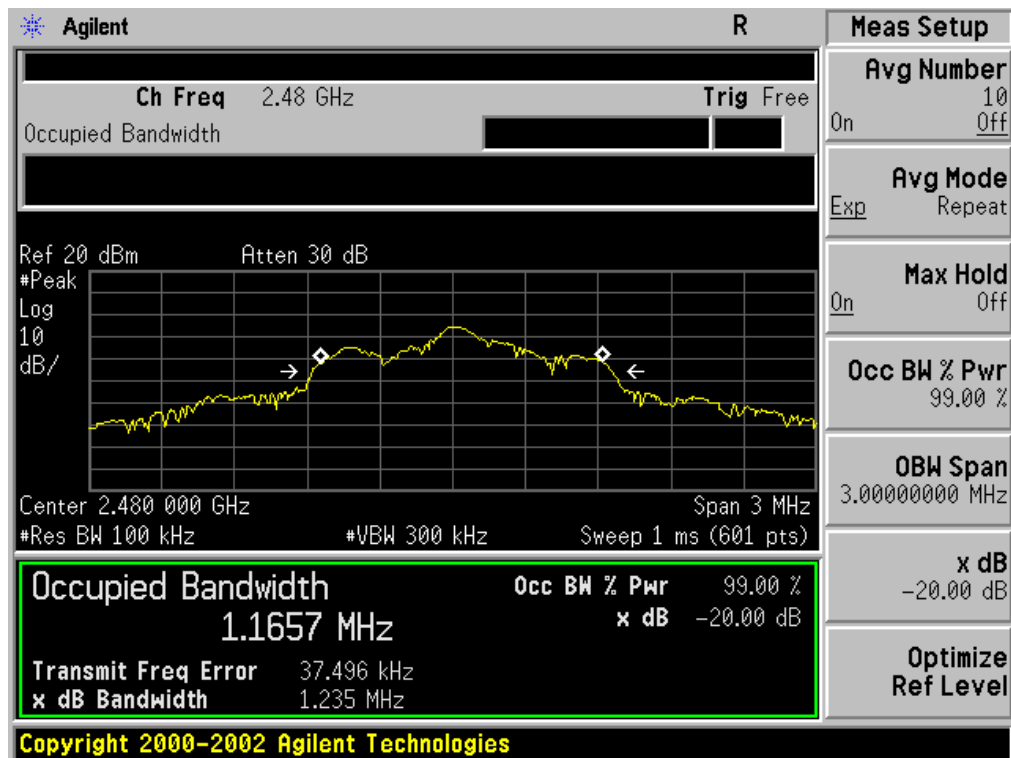 Agilent R Meas Setup
Ch Freq 2.48 GHz Trig Free
Occupied Bandwidth
Ref 20 dBm Atten 30 dB
#Peak
Log
10
dB/
Center 2.480 000 GHz Span 3 MHz
#Res BW 100 kHz #VBW 300 kHz Sweep 1 ms (601 pts)
Occupied Bandwidth Occ BW % Pwr 99.00 %
1.1657 MHz x dB -20.00 dB
Transmit Freq Error 37.496 kHz
x dB Bandwidth 1.235 MHz
Avg Number
10
On Off
Avg Mode
Exp Repeat
Max Hold
On Off
Occ BW % Pwr
99.00 %
OBW Span
3.00000000 MHz
x dB
-20.00 dB
Optimize
Ref Level
Copyright 2000-2002 Agilent Technologies